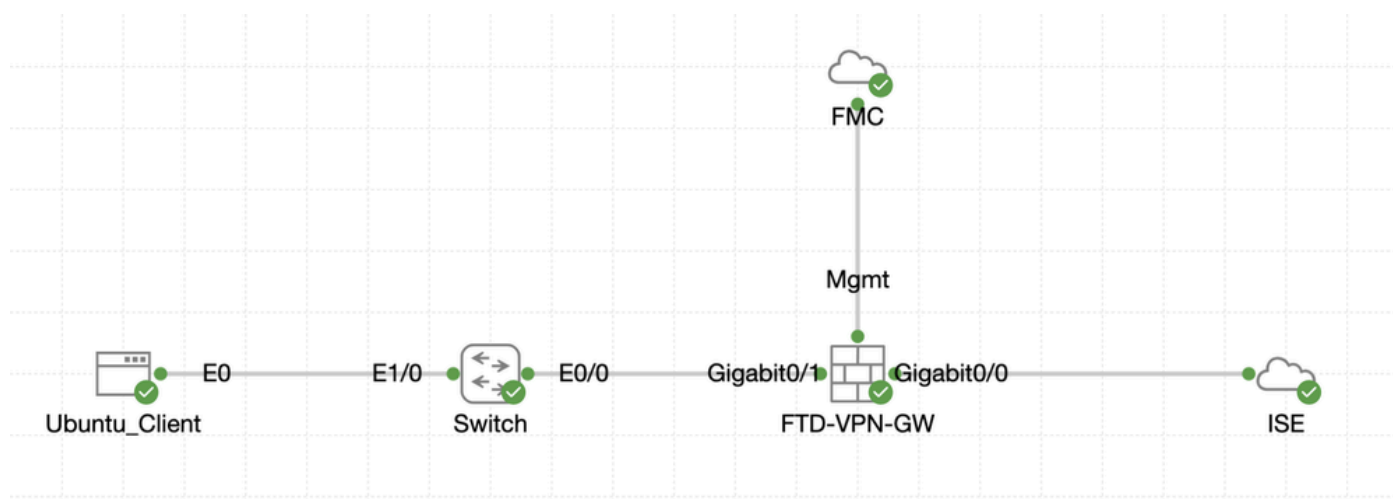 FMC
Mgmt
E0 E1/0 E0/0 Gigabit0/1 Gigabit0/0
Ubuntu_Client Switch FTD-VPN-GW ISE